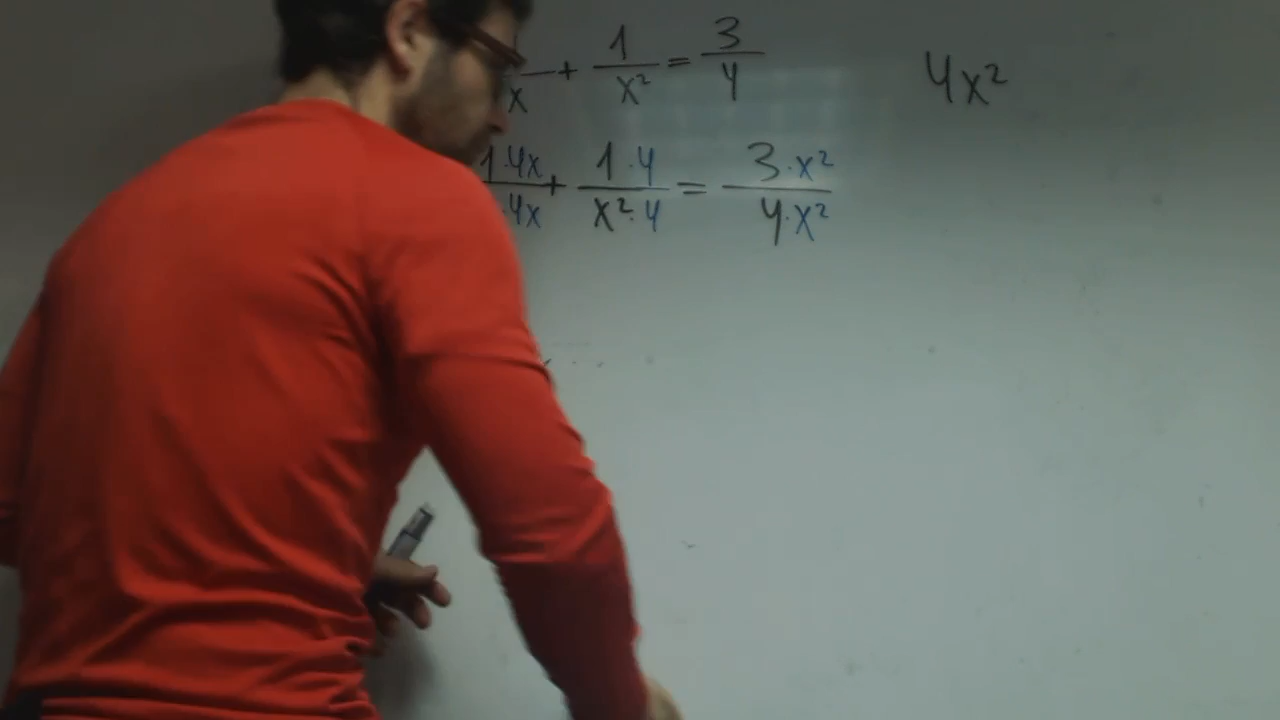 /x + 1/x² = 3/4 4x²
1·4x/·4x + 1·4/x²·4 = 3·x²/4·x²